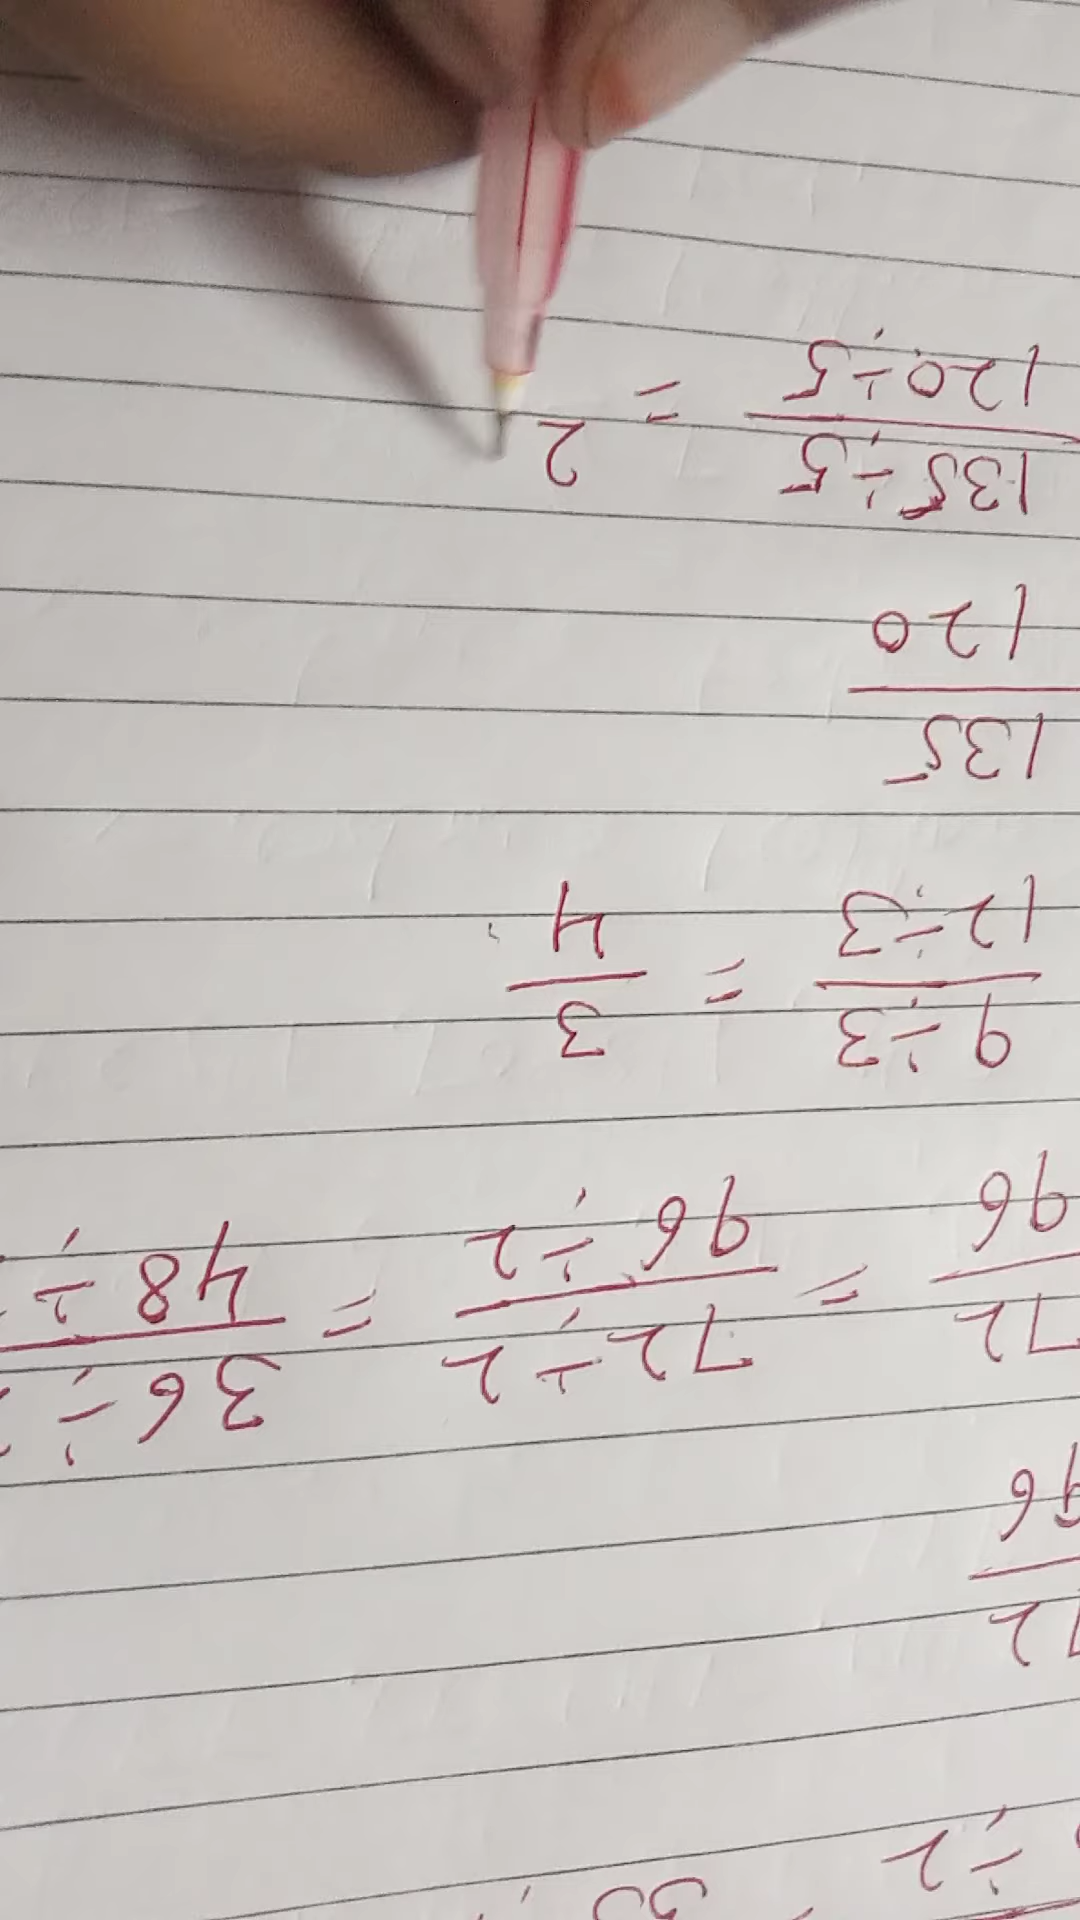 ÷2
72
96
72 = 72÷2 = 36÷
96 96÷2 48÷
9÷3 = 3
12÷3 4
135
120
135÷5 = 2
120÷5